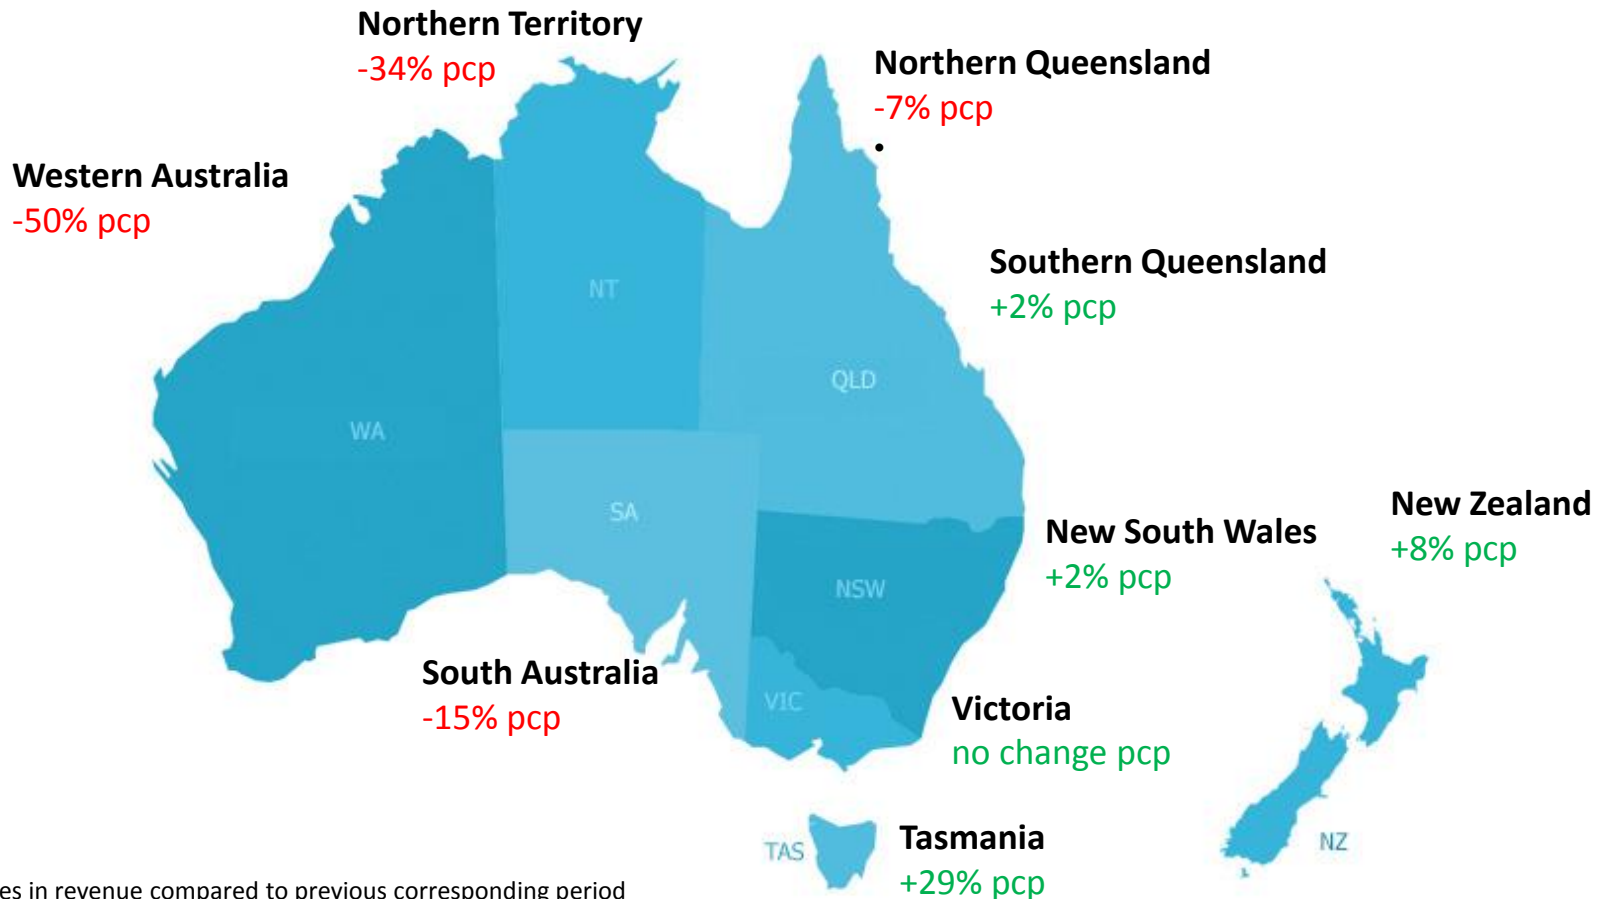 Northern Territory
-34% pcp
Northern Queensland
-7% pcp
•
Western Australia
-50% pcp
Southern Queensland
+2% pcp
NT
QLD
WA
SA
New Zealand
+8% pcp
New South Wales
+2% pcp
NSW
South Australia
-15% pcp
VIC
Victoria
no change pcp
TAS
Tasmania
+29% pcp
NZ
in revenue compared to previous corresponding period